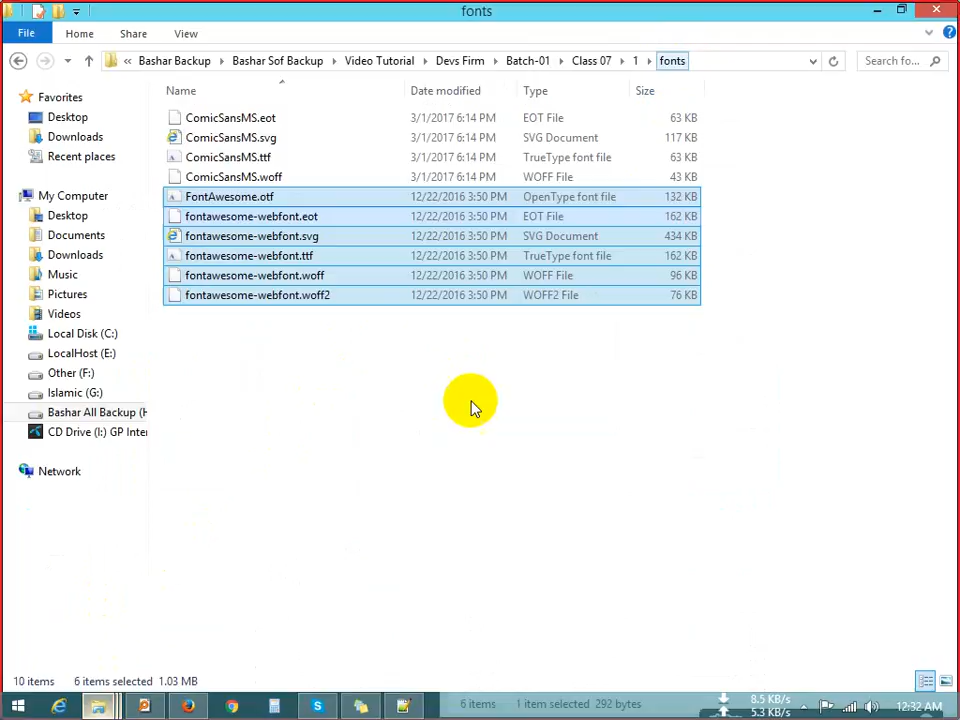 fonts
File Home Share View
« Bashar Backup Bashar Sof Backup Video Tutorial Devs Firm Batch-01 Class 07 1 fonts Search fo...
Name Date modified Type Size
Favorites
Desktop
Downloads
Recent places
My Computer
Desktop
Documents
Downloads
Music
Pictures
Videos
Local Disk (C:)
LocalHost (E:)
Other (F:)
Islamic (G:)
Bashar All Backup (H
CD Drive (I:) GP Inter
Network
ComicSansMS.eot 3/1/2017 6:14 PM EOT File 63 KB
ComicSansMS.svg 3/1/2017 6:14 PM SVG Document 117 KB
ComicSansMS.ttf 3/1/2017 6:14 PM TrueType font file 63 KB
ComicSansMS.woff 3/1/2017 6:14 PM WOFF File 43 KB
FontAwesome.otf 12/22/2016 3:50 PM OpenType font file 132 KB
fontawesome-webfont.eot 12/22/2016 3:50 PM EOT File 162 KB
fontawesome-webfont.svg 12/22/2016 3:50 PM SVG Document 434 KB
fontawesome-webfont.ttf 12/22/2016 3:50 PM TrueType font file 162 KB
fontawesome-webfont.woff 12/22/2016 3:50 PM WOFF File 96 KB
fontawesome-webfont.woff2 12/22/2016 3:50 PM WOFF2 File 76 KB
10 items 6 items selected 1.03 MB
6 items 1 item selected 292 bytes
8.5 KB/s
5.3 KB/s
12:32 AM